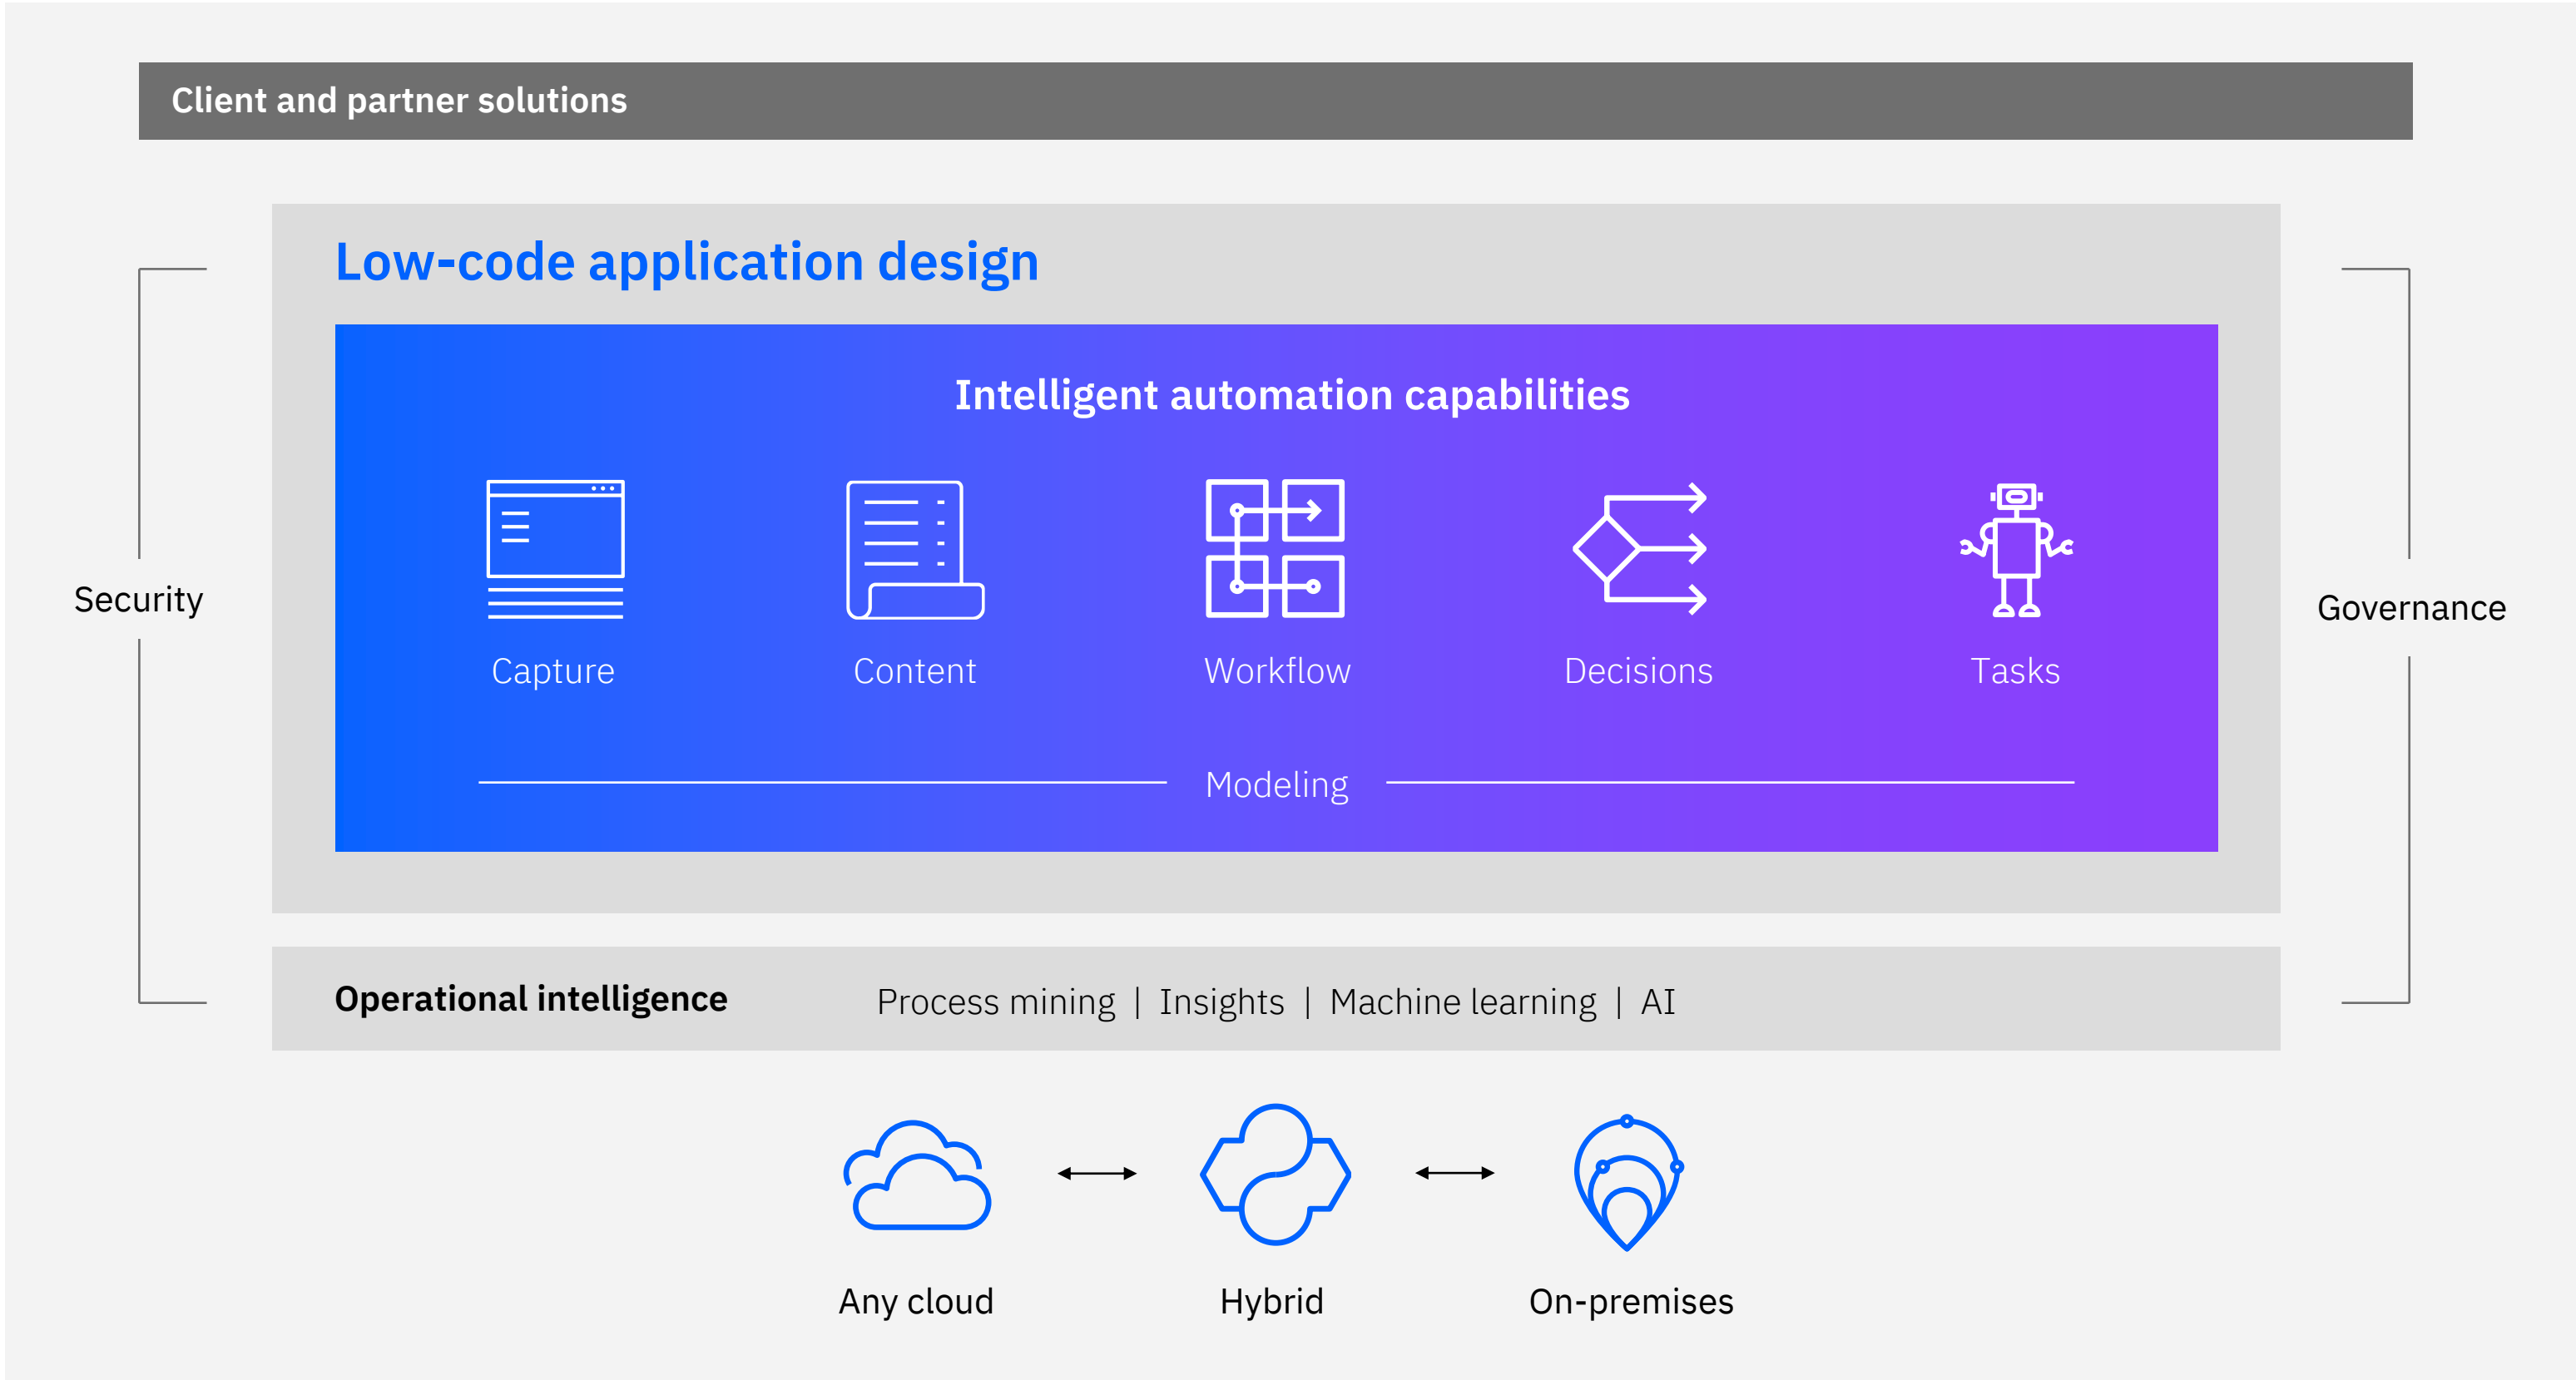 Client and partner solutions
Low-code application design
Intelligent automation capabilities
Capture
Content
Workflow
Decisions
Tasks
Modeling
Security
Governance
Operational intelligence
Process mining | Insights | Machine learning | AI
Any cloud
Hybrid
On-premises